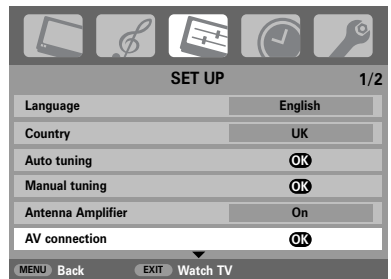 SET UP 1/2
Language English
Country UK
Auto tuning OK
Manual tuning OK
Antenna Amplifier On
AV connection OK
MENU Back EXIT Watch TV